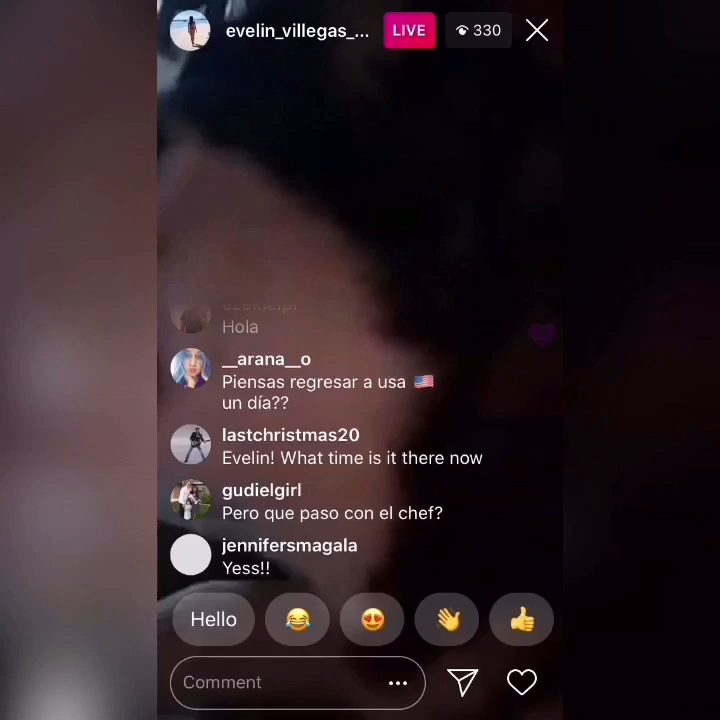 evelin_villegas_...
LIVE
330
Hola
__arana__o
Piensas regresar a usa 🇺🇸
un día??
lastchristmas20
Evelin! What time is it there now
gudielgirl
Pero que paso con el chef?
jennifersmagala
Yess!!
Hello
Comment